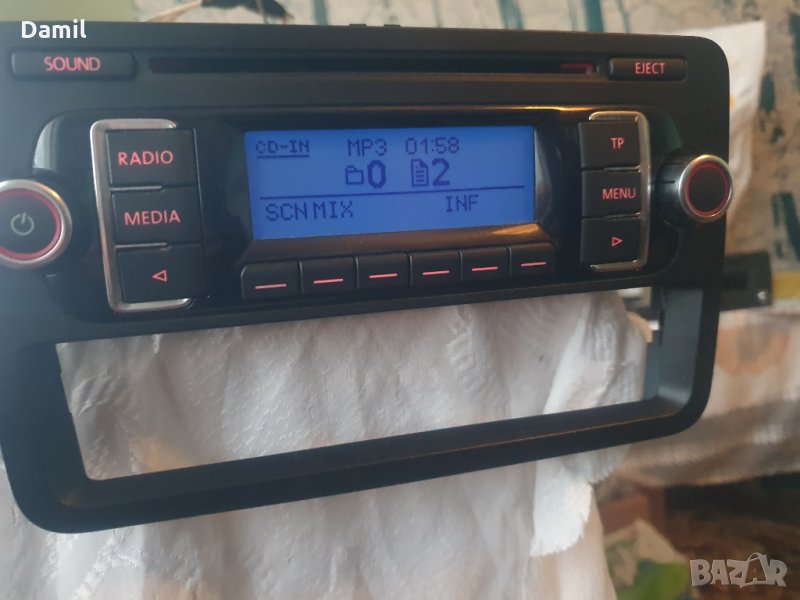 Damil
SOUND
EJECT
RADIO
MEDIA
CD-IN MP3 01:58
0 2
SCN MIX INF
TP
MENU
BAZAR